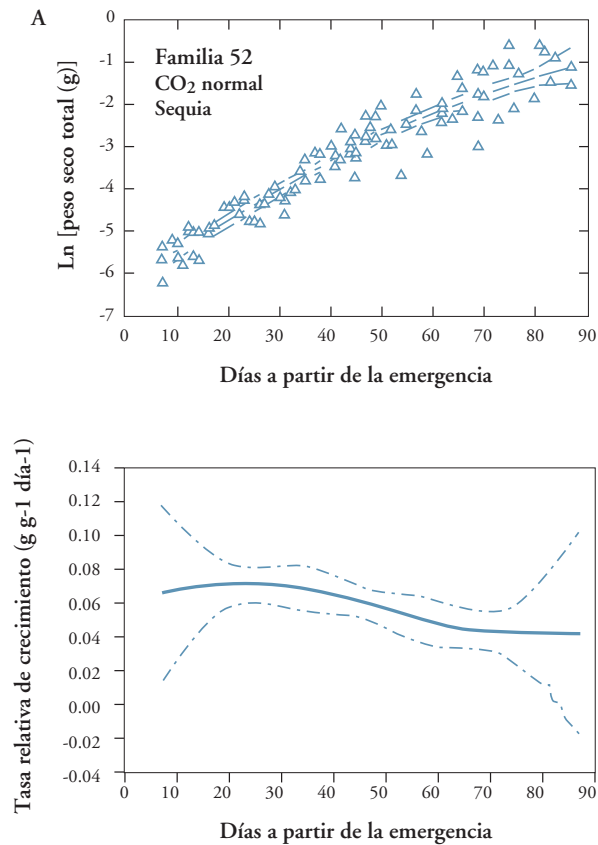 A
Familia 52
CO2 normal
Sequia
Ln [peso seco total (g)]
-0
-1
-2
-3
-4
-5
-6
-7
0 10 20 30 40 50 60 70 80 90
Días a partir de la emergencia
Tasa relativa de crecimiento (g g-1 día-1)
0.14
0.12
0.10
0.08
0.06
0.04
0.02
0.00
-0.02
-0.04
0 10 20 30 40 50 60 70 80 90
Días a partir de la emergencia